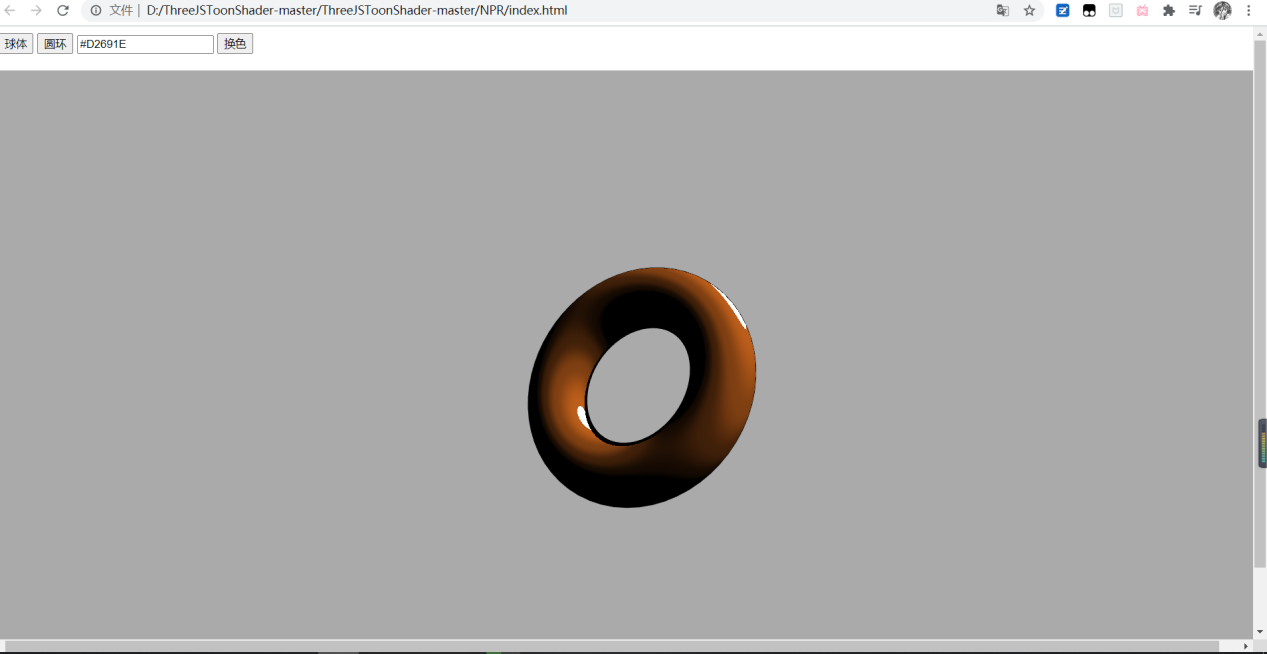 文件 | D:/ThreeJSToonShader-master/ThreeJSToonShader-master/NPR/index.html
球体 圆环 #D2691E 换色